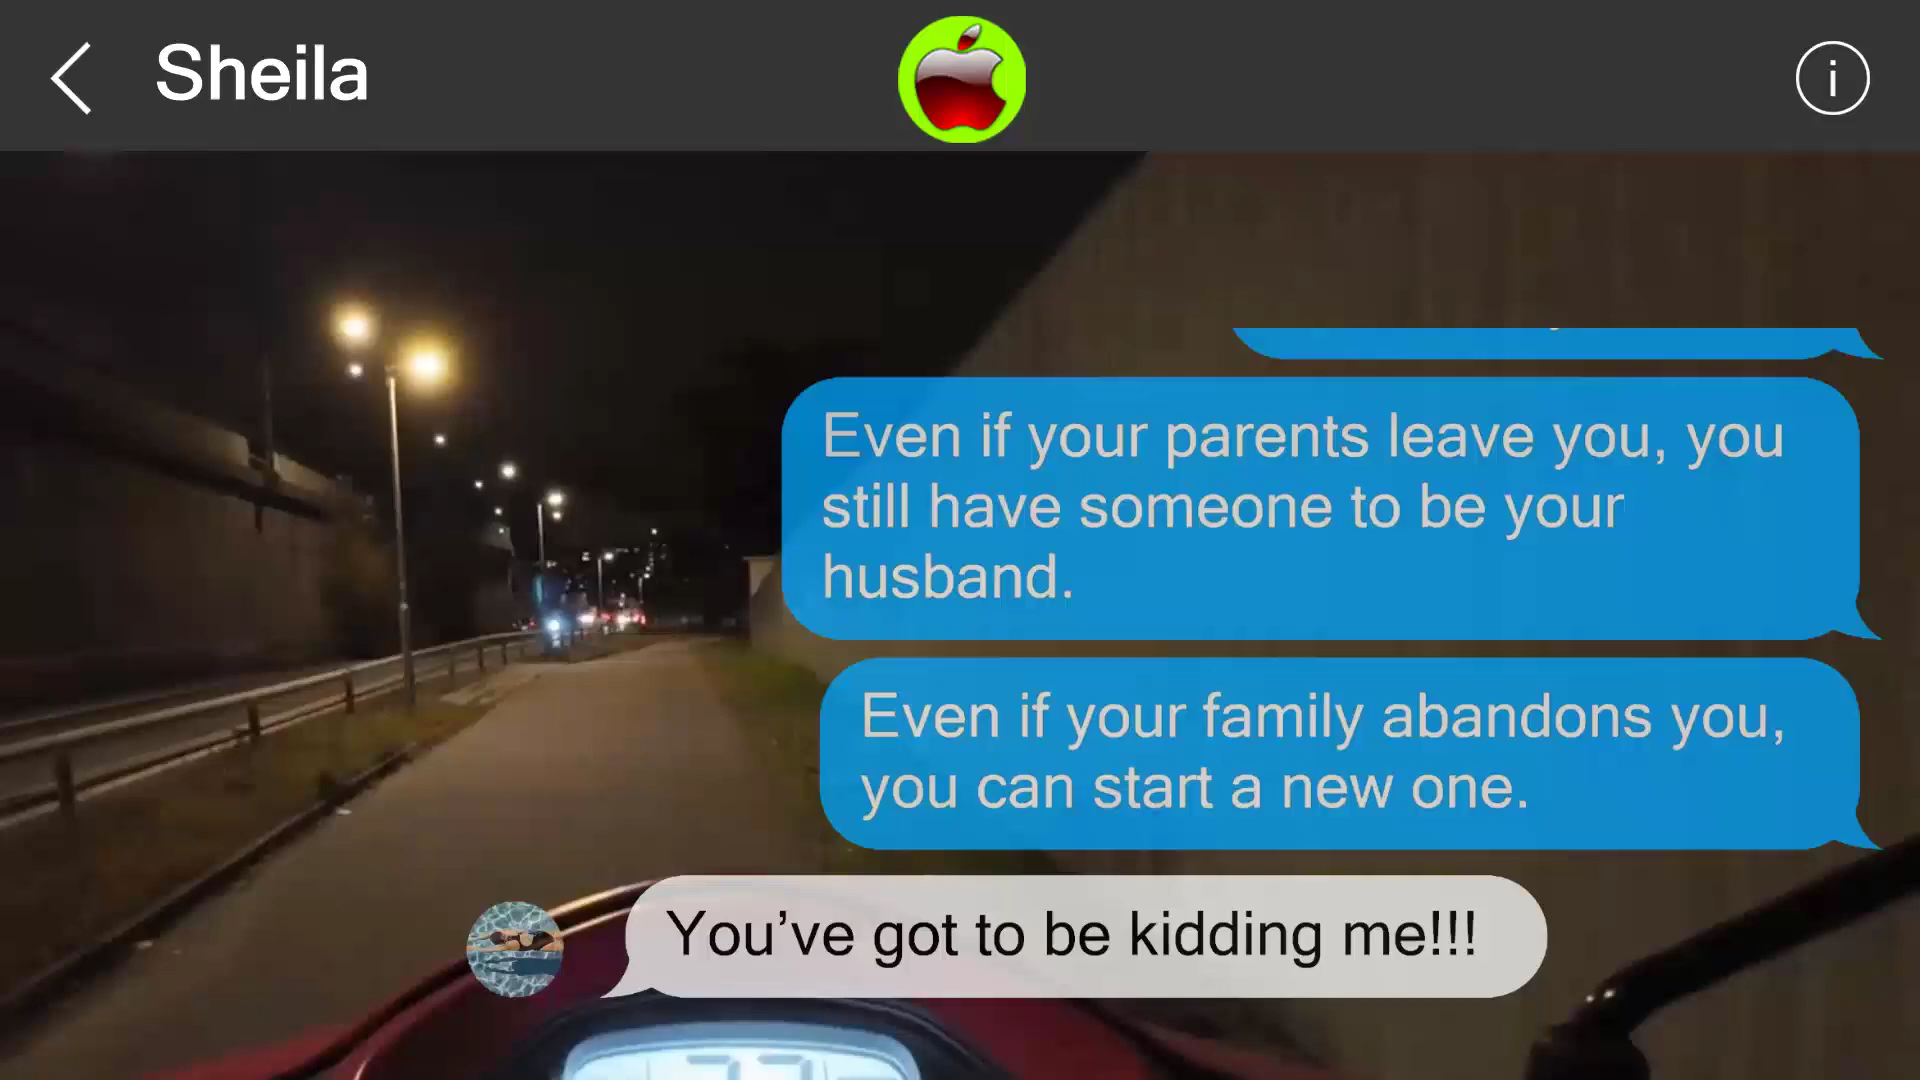 Sheila
i
Even if your parents leave you, you
still have someone to be your
husband.
Even if your family abandons you,
you can start a new one.
You’ve got to be kidding me!!!